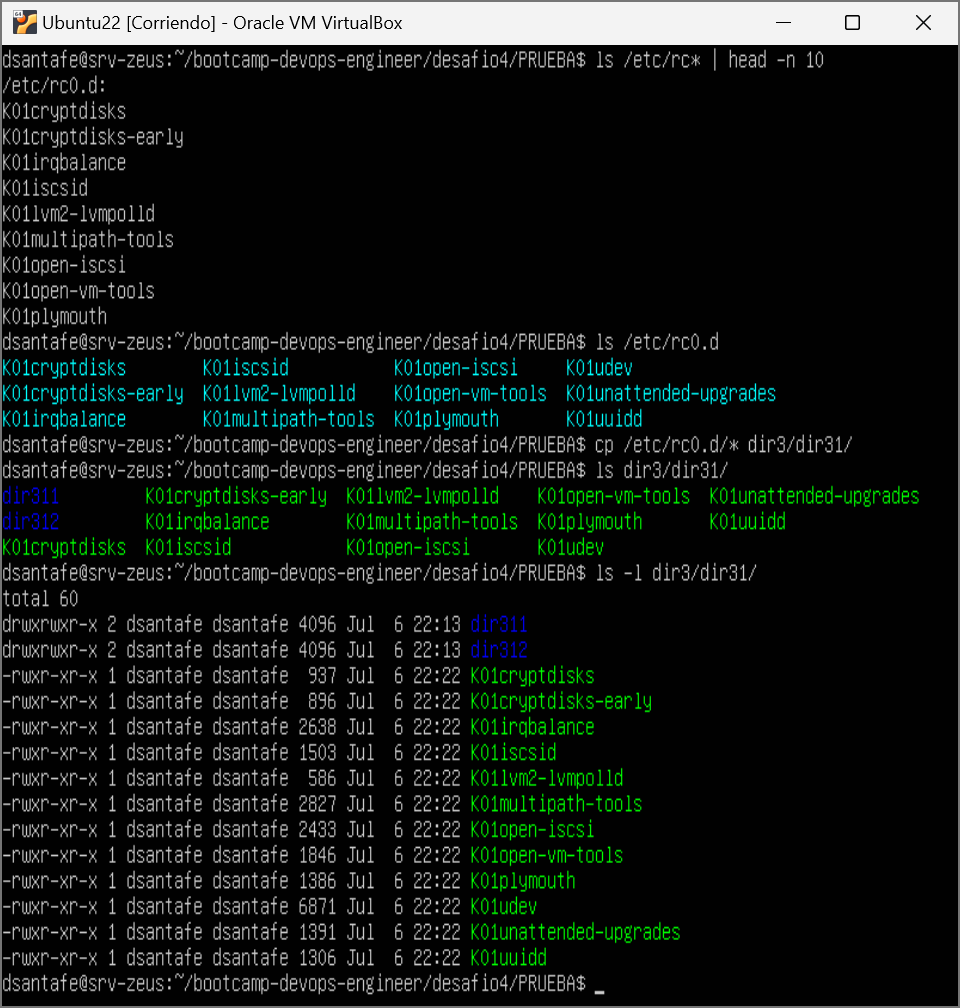 Ubuntu22 [Corriendo] - Oracle VM VirtualBox
dsantafe@srv-zeus:~/bootcamp-devops-engineer/desafio4/PRUEBA$ ls /etc/rc* | head -n 10
/etc/rc0.d:
K01cryptdisks
K01cryptdisks-early
K01irqbalance
K01iscsid
K01lvm2-lvmpolld
K01multipath-tools
K01open-iscsi
K01open-vm-tools
K01plymouth
dsantafe@srv-zeus:~/bootcamp-devops-engineer/desafio4/PRUEBA$ ls /etc/rc0.d
K01cryptdisks        K01iscsid           K01open-iscsi     K01udev
K01cryptdisks-early  K01lvm2-lvmpolld    K01open-vm-tools  K01unattended-upgrades
K01irqbalance        K01multipath-tools  K01plymouth       K01uuidd
dsantafe@srv-zeus:~/bootcamp-devops-engineer/desafio4/PRUEBA$ cp /etc/rc0.d/* dir3/dir31/
dsantafe@srv-zeus:~/bootcamp-devops-engineer/desafio4/PRUEBA$ ls dir3/dir31/
dir311         K01cryptdisks-early  K01lvm2-lvmpolld    K01open-vm-tools  K01unattended-upgrades
dir312         K01irqbalance        K01multipath-tools  K01plymouth       K01uuidd
K01cryptdisks  K01iscsid            K01open-iscsi       K01udev
dsantafe@srv-zeus:~/bootcamp-devops-engineer/desafio4/PRUEBA$ ls -l dir3/dir31/
total 60
drwxrwxr-x 2 dsantafe dsantafe 4096 Jul  6 22:13 dir311
drwxrwxr-x 2 dsantafe dsantafe 4096 Jul  6 22:13 dir312
-rwxr-xr-x 1 dsantafe dsantafe  937 Jul  6 22:22 K01cryptdisks
-rwxr-xr-x 1 dsantafe dsantafe  896 Jul  6 22:22 K01cryptdisks-early
-rwxr-xr-x 1 dsantafe dsantafe 2638 Jul  6 22:22 K01irqbalance
-rwxr-xr-x 1 dsantafe dsantafe 1503 Jul  6 22:22 K01iscsid
-rwxr-xr-x 1 dsantafe dsantafe  586 Jul  6 22:22 K01lvm2-lvmpolld
-rwxr-xr-x 1 dsantafe dsantafe 2827 Jul  6 22:22 K01multipath-tools
-rwxr-xr-x 1 dsantafe dsantafe 2433 Jul  6 22:22 K01open-iscsi
-rwxr-xr-x 1 dsantafe dsantafe 1846 Jul  6 22:22 K01open-vm-tools
-rwxr-xr-x 1 dsantafe dsantafe 1386 Jul  6 22:22 K01plymouth
-rwxr-xr-x 1 dsantafe dsantafe 6871 Jul  6 22:22 K01udev
-rwxr-xr-x 1 dsantafe dsantafe 1391 Jul  6 22:22 K01unattended-upgrades
-rwxr-xr-x 1 dsantafe dsantafe 1306 Jul  6 22:22 K01uuidd
dsantafe@srv-zeus:~/bootcamp-devops-engineer/desafio4/PRUEBA$ _